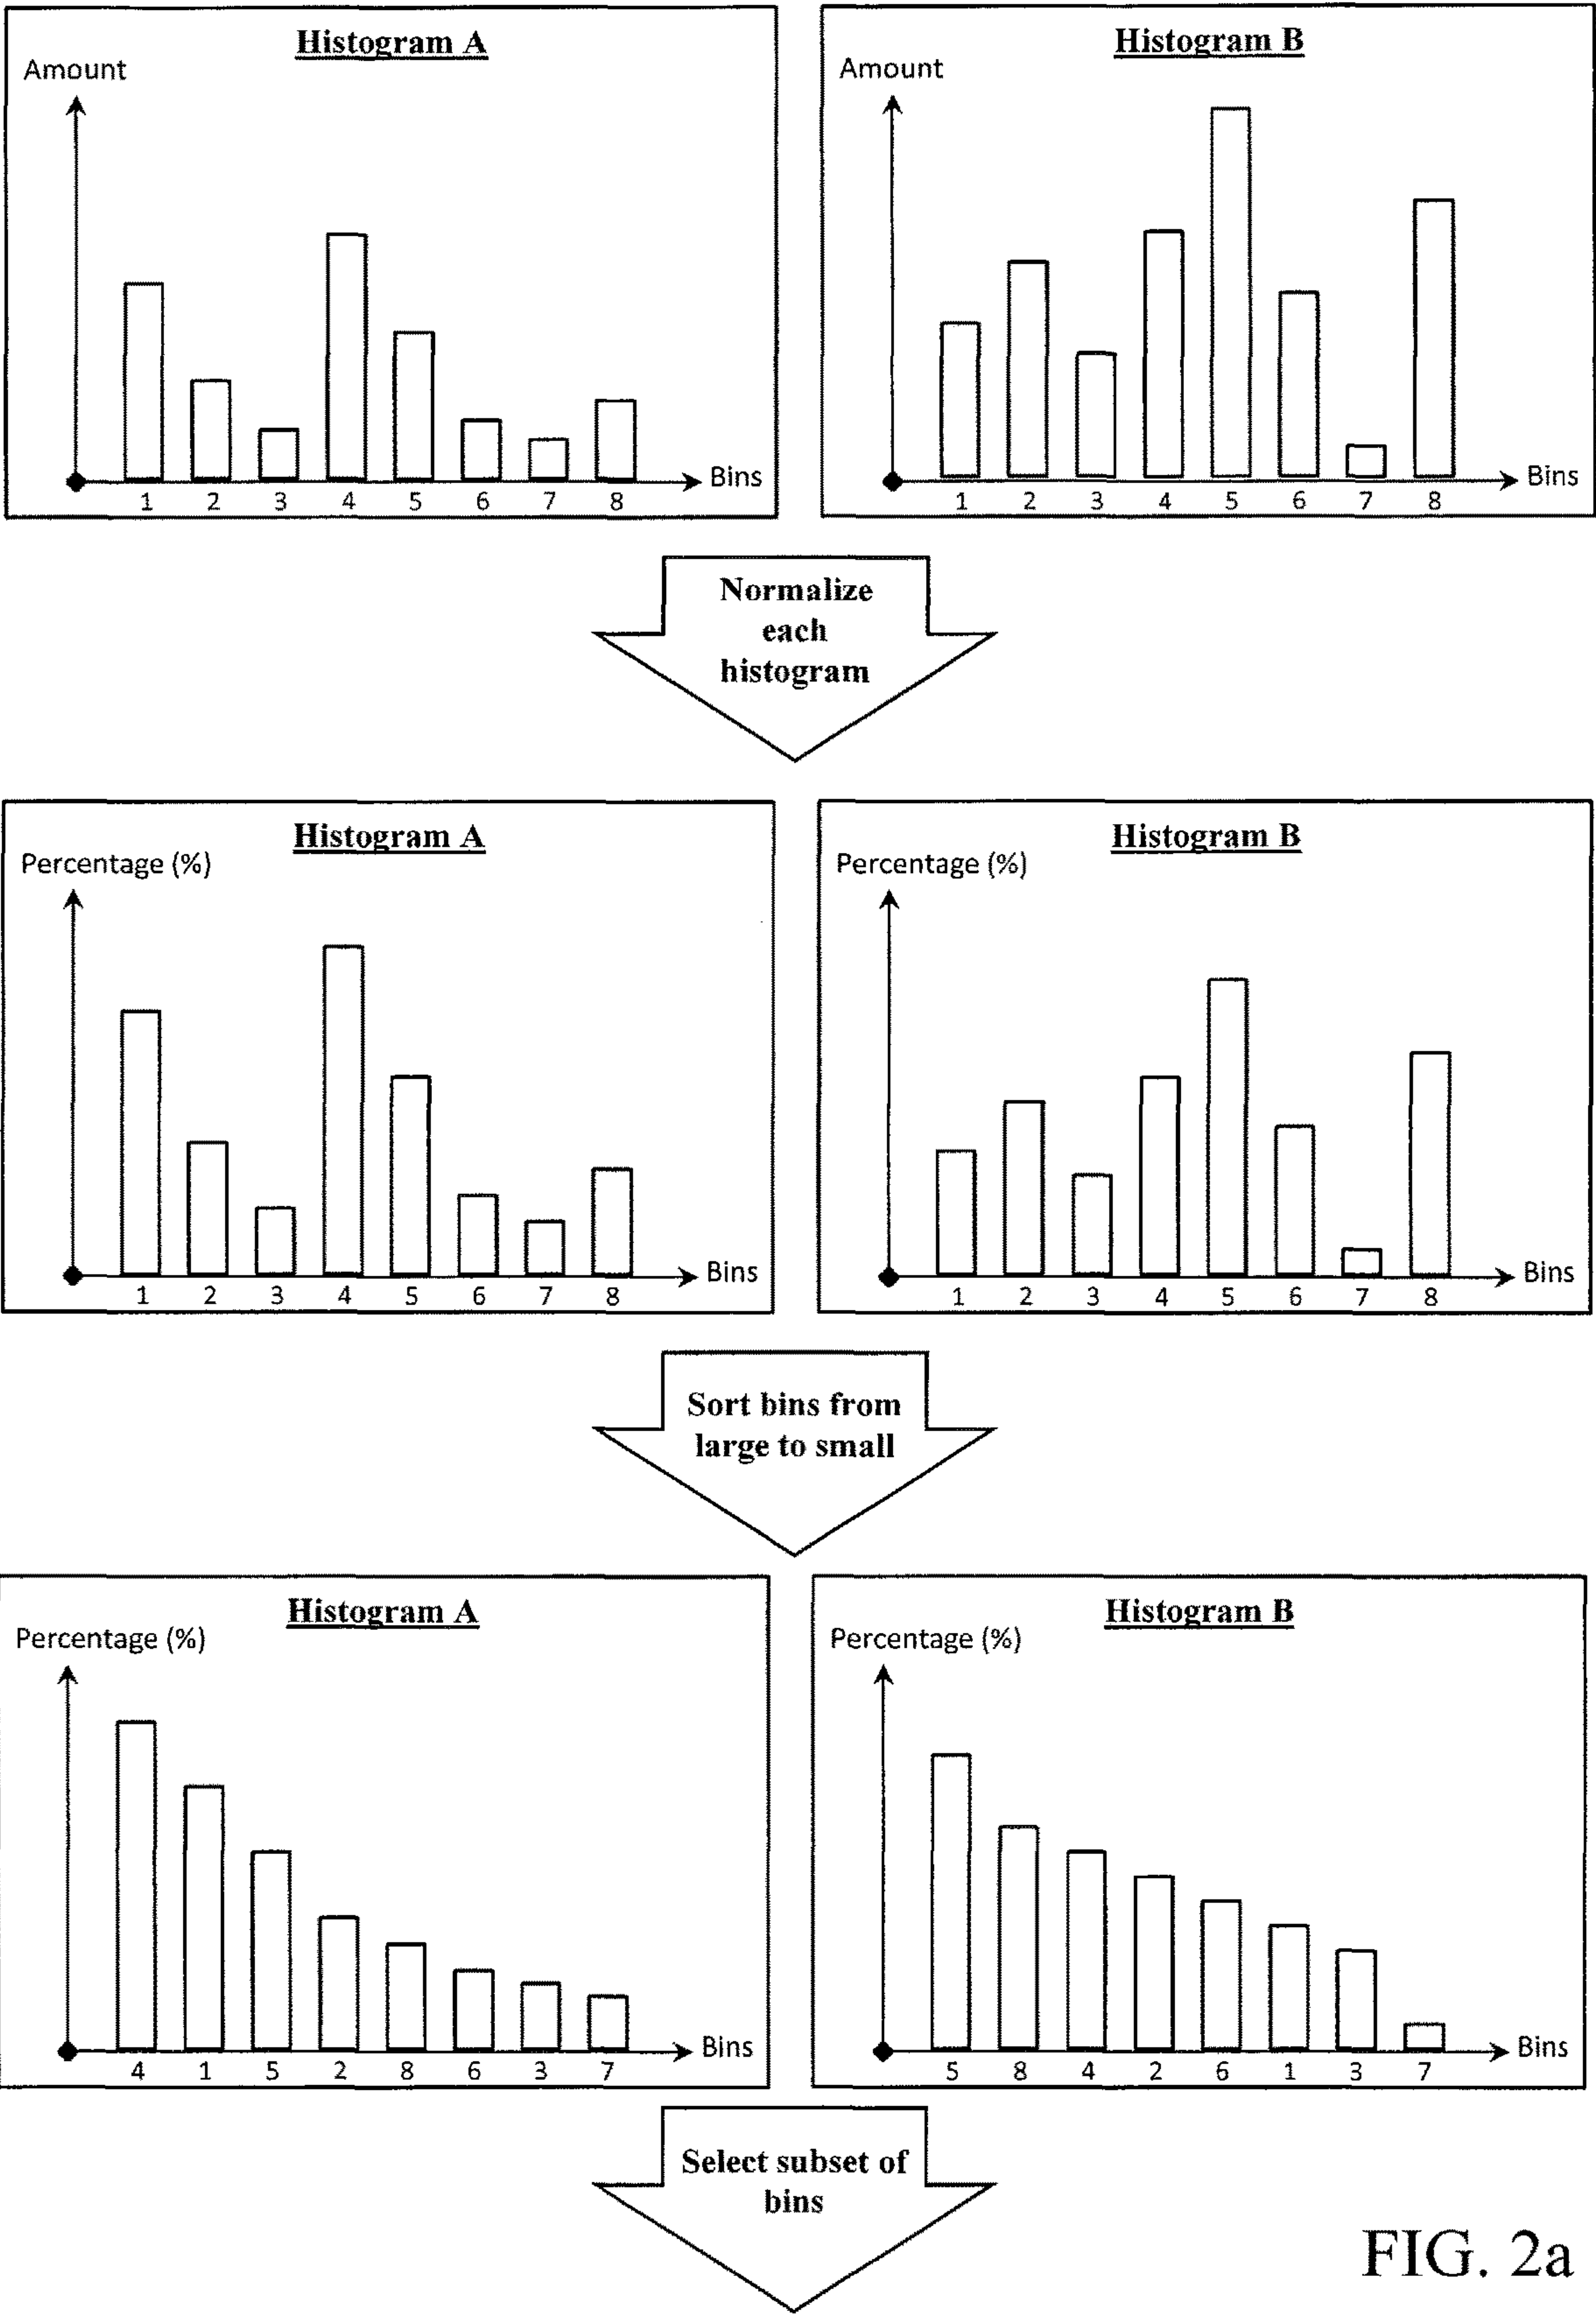 Histogram A
Amount
Bins
1 2 3 4 5 6 7 8
Histogram B
Amount
Bins
1 2 3 4 5 6 7 8
Normalize
each
histogram
Histogram A
Percentage (%)
Bins
1 2 3 4 5 6 7 8
Histogram B
Percentage (%)
Bins
1 2 3 4 5 6 7 8
Sort bins from
large to small
Histogram A
Percentage (%)
Bins
4 1 5 2 8 6 3 7
Histogram B
Percentage (%)
Bins
5 8 4 2 6 1 3 7
Select subset of
bins
FIG. 2a